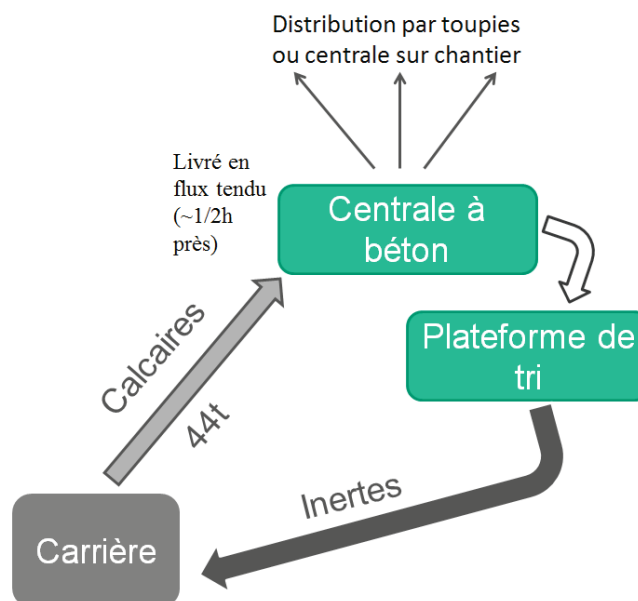 Distribution par toupies
ou centrale sur chantier
Livré en
flux tendu
(~1/2h
près)
Centrale à
béton
Plateforme de
tri
Calcaires
44t
Inertes
Carrière